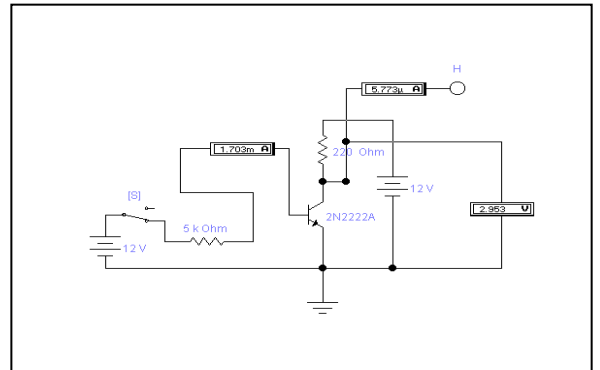 H
5.773µ A
1.703m A
220 Ohm
[S]
12 V
2.953 V
2N2222A
5 k Ohm
12 V